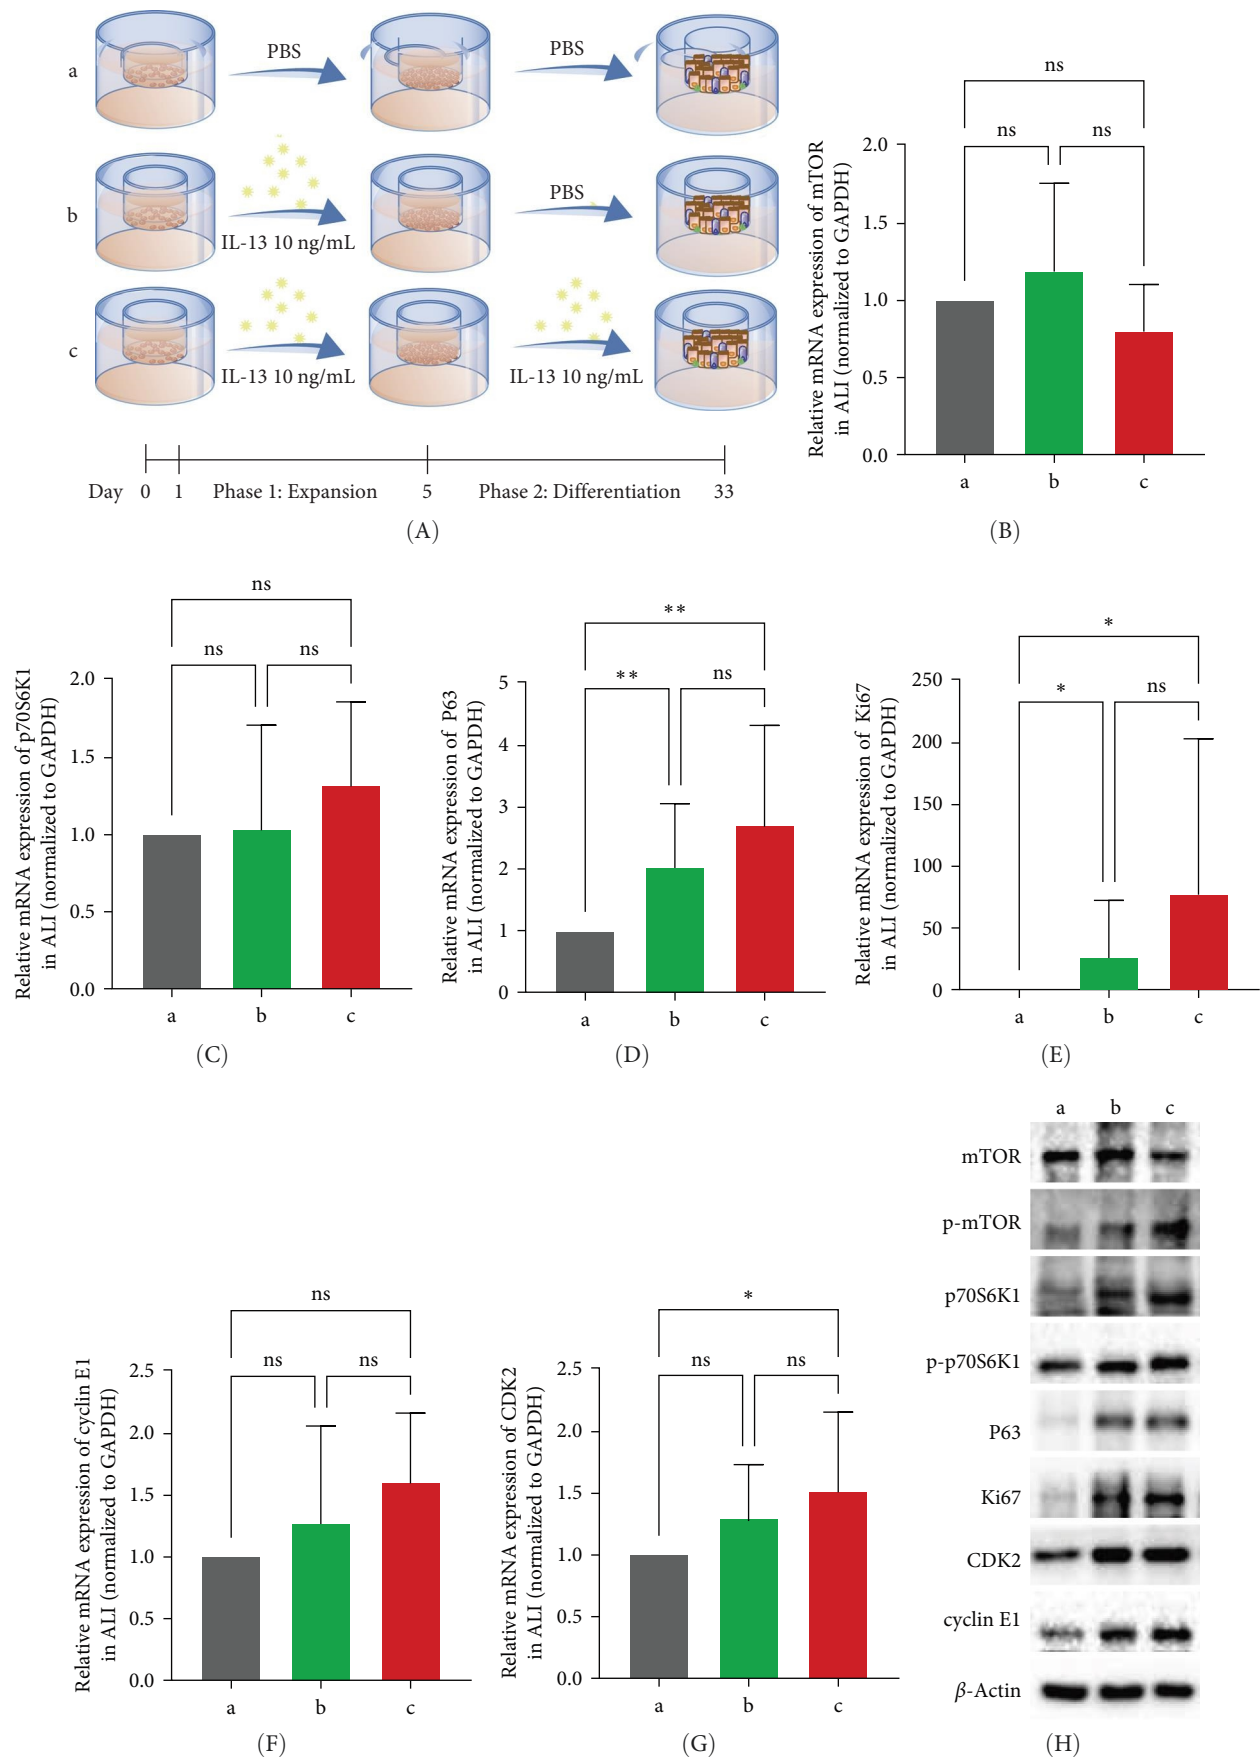 a
PBS
PBS
b
IL-13 10 ng/mL
PBS
c
IL-13 10 ng/mL
IL-13 10 ng/mL
Day 0 1 Phase 1: Expansion 5 Phase 2: Differentiation 33
(A)
Relative mRNA expression of mTOR
in ALI (normalized to GAPDH)
ns
ns ns
2.0
1.5
1.0
0.5
0.0
a b c
(B)
Relative mRNA expression of p70S6K1
in ALI (normalized to GAPDH)
ns
ns ns
2.0
1.5
1.0
0.5
0.0
a b c
(C)
Relative mRNA expression of P63
in ALI (normalized to GAPDH)
**
** ns
5
4
3
2
1
0
a b c
(D)
Relative mRNA expression of Ki67
in ALI (normalized to GAPDH)
*
* ns
250
200
150
100
50
0
a b c
(E)
Relative mRNA expression of cyclin E1
in ALI (normalized to GAPDH)
ns
ns ns
2.5
2.0
1.5
1.0
0.5
0.0
a b c
(F)
Relative mRNA expression of CDK2
in ALI (normalized to GAPDH)
*
ns ns
2.5
2.0
1.5
1.0
0.5
0.0
a b c
(G)
a b c
mTOR
p-mTOR
p70S6K1
p-p70S6K1
P63
Ki67
CDK2
cyclin E1
β-Actin
(H)